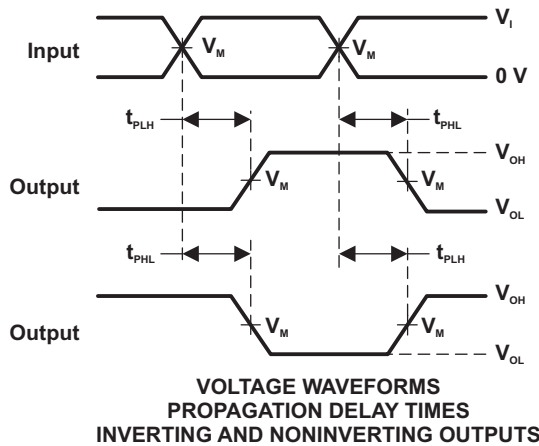 Input V_M V_M V_I
0 V
t_PLH t_PHL
Output V_M V_M V_OH
V_OL
t_PHL t_PLH
Output V_M V_M V_OH
V_OL
VOLTAGE WAVEFORMS
PROPAGATION DELAY TIMES
INVERTING AND NONINVERTING OUTPUTS